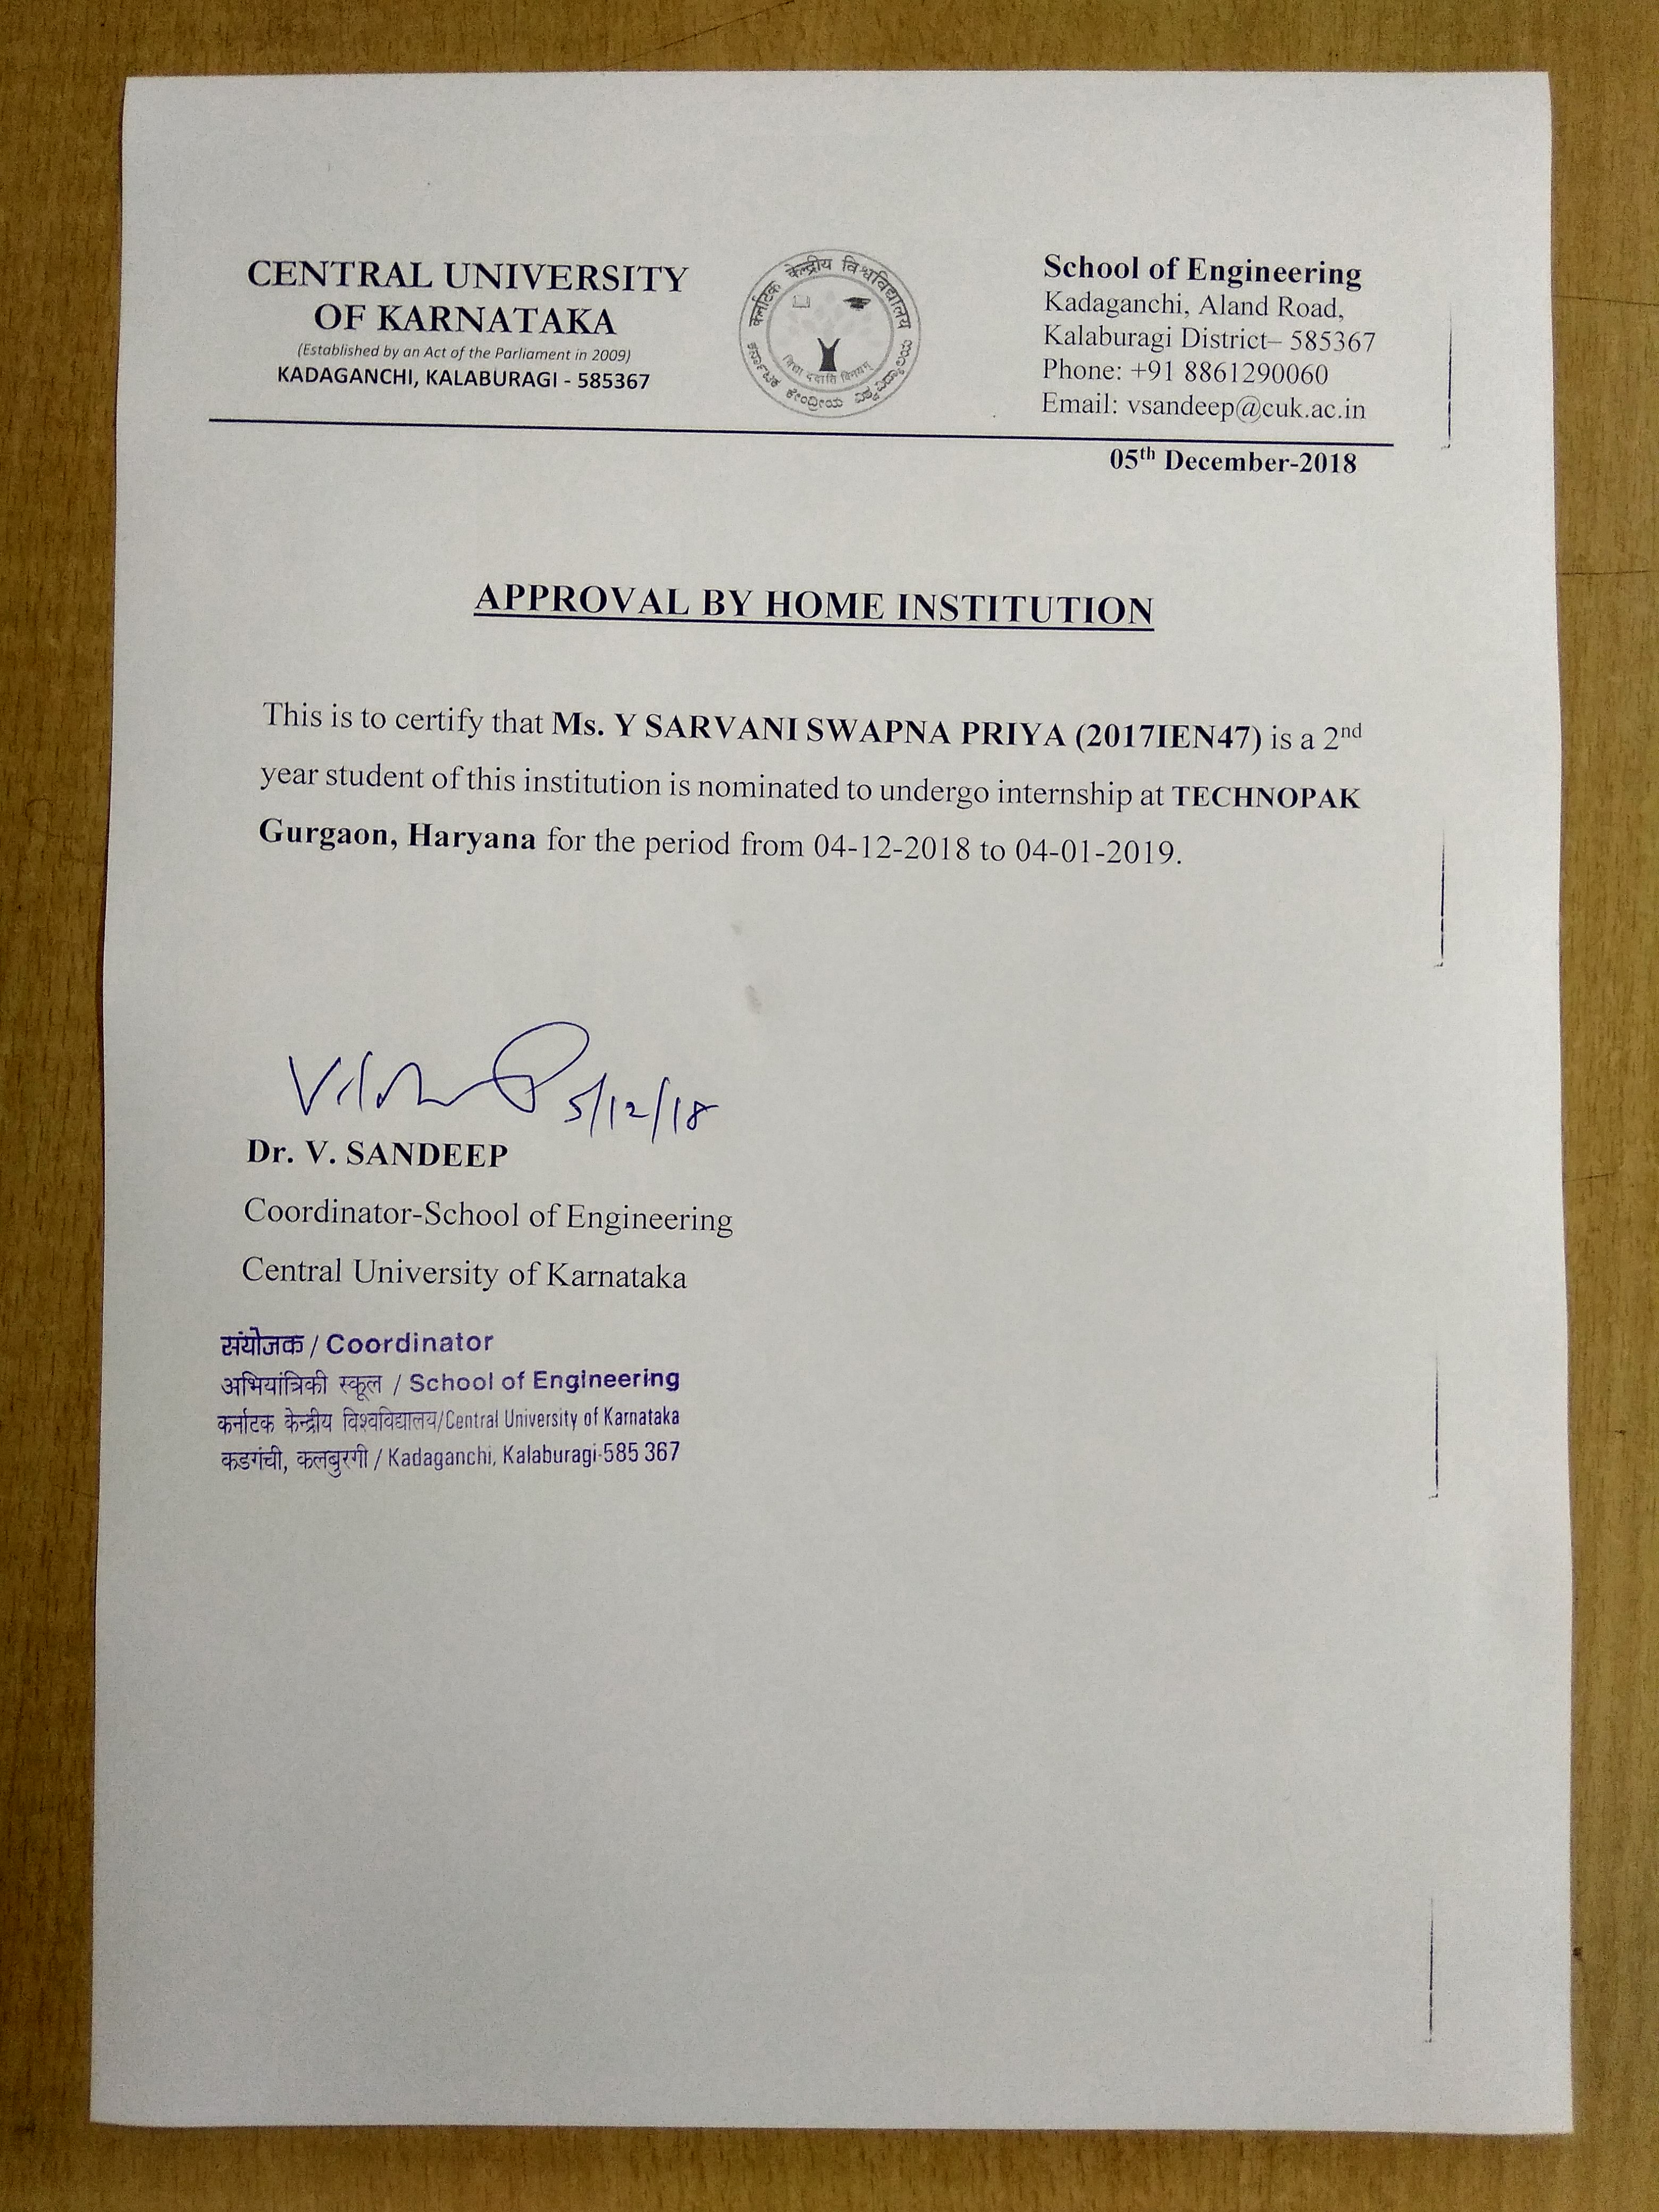 CENTRAL UNIVERSITY
OF KARNATAKA
(Established by an Act of the Parliament in 2009)
KADAGANCHI, KALABURAGI - 585367
कर्नाटक केन्द्रीय विश्वविद्यालय
ಕರ್ನಾಟಕ ಕೇಂದ್ರೀಯ ವಿಶ್ವವಿದ್ಯಾಲಯ
विद्या ददाति विनयम्
School of Engineering
Kadaganchi, Aland Road,
Kalaburagi District– 585367
Phone: +91 8861290060
Email: vsandeep@cuk.ac.in
05th December-2018
APPROVAL BY HOME INSTITUTION
This is to certify that Ms. Y SARVANI SWAPNA PRIYA (2017IEN47) is a 2nd
year student of this institution is nominated to undergo internship at TECHNOPAK
Gurgaon, Haryana for the period from 04-12-2018 to 04-01-2019.
5/12/18
Dr. V. SANDEEP
Coordinator-School of Engineering
Central University of Karnataka
संयोजक / Coordinator
अभियांत्रिकी स्कूल / School of Engineering
कर्नाटक केन्द्रीय विश्वविद्यालय/Central University of Karnataka
कडगंची, कलबुरगी / Kadaganchi, Kalaburagi-585 367